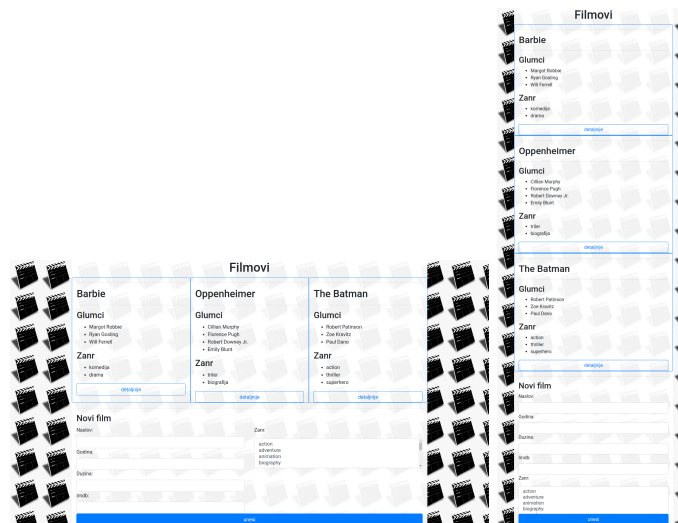 Filmovi
Barbie
Glumci
Margot Robbie
Ryan Gosling
Will Ferrell
Zanr
komedija
drama
detaljnije
Oppenheimer
Glumci
Cillian Murphy
Florence Pugh
Robert Downey Jr.
Emily Blunt
Zanr
triler
biografija
detaljnije
The Batman
Glumci
Robert Patinson
Zoe Kravitz
Paul Dano
Zanr
action
thriller
superhero
detaljnije
Novi film
Naslov:
Godina:
Duzina:
Imdb:
Zanr:
action
adventure
animation
biography
unesi
Filmovi
Barbie
Glumci
Margot Robbie
Ryan Gosling
Will Ferrell
Zanr
komedija
drama
detaljnije
Oppenheimer
Glumci
Cillian Murphy
Florence Pugh
Robert Downey Jr.
Emily Blunt
Zanr
triler
biografija
detaljnije
The Batman
Glumci
Robert Patinson
Zoe Kravitz
Paul Dano
Zanr
action
thriller
superhero
detaljnije
Novi film
Naslov:
Godina:
Duzina:
Imdb:
Zanr:
action
adventure
animation
biography
unesi